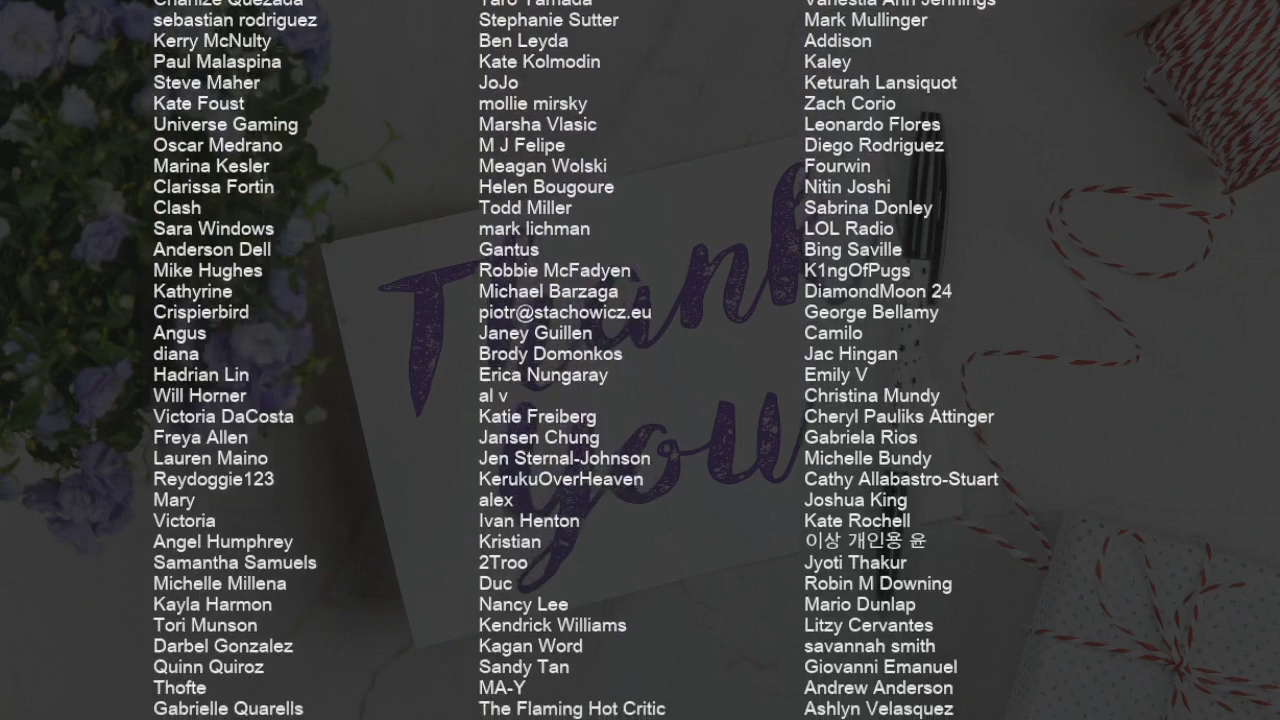 Charlize Quezada
sebastian rodriguez
Kerry McNulty
Paul Malaspina
Steve Maher
Kate Foust
Universe Gaming
Oscar Medrano
Marina Kesler
Clarissa Fortin
Clash
Sara Windows
Anderson Dell
Mike Hughes
Kathyrine
Crispierbird
Angus
diana
Hadrian Lin
Will Horner
Victoria DaCosta
Freya Allen
Lauren Maino
Reydoggie123
Mary
Victoria
Angel Humphrey
Samantha Samuels
Michelle Millena
Kayla Harmon
Tori Munson
Darbel Gonzalez
Quinn Quiroz
Thofte
Gabrielle Quarells
Taro Yamada
Stephanie Sutter
Ben Leyda
Kate Kolmodin
JoJo
mollie mirsky
Marsha Vlasic
M J Felipe
Meagan Wolski
Helen Bougoure
Todd Miller
mark lichman
Gantus
Robbie McFadyen
Michael Barzaga
piotr@stachowicz.eu
Janey Guillen
Brody Domonkos
Erica Nungaray
al v
Katie Freiberg
Jansen Chung
Jen Sternal-Johnson
KerukuOverHeaven
alex
Ivan Henton
Kristian
2Troo
Duc
Nancy Lee
Kendrick Williams
Kagan Word
Sandy Tan
MA-Y
The Flaming Hot Critic
Vanestia Ann Jennings
Mark Mullinger
Addison
Kaley
Keturah Lansiquot
Zach Corio
Leonardo Flores
Diego Rodriguez
Fourwin
Nitin Joshi
Sabrina Donley
LOL Radio
Bing Saville
K1ngOfPugs
DiamondMoon 24
George Bellamy
Camilo
Jac Hingan
Emily V
Christina Mundy
Cheryl Pauliks Attinger
Gabriela Rios
Michelle Bundy
Cathy Allabastro-Stuart
Joshua King
Kate Rochell
이상 개인용 윤
Jyoti Thakur
Robin M Downing
Mario Dunlap
Litzy Cervantes
savannah smith
Giovanni Emanuel
Andrew Anderson
Ashlyn Velasquez
Thank
you